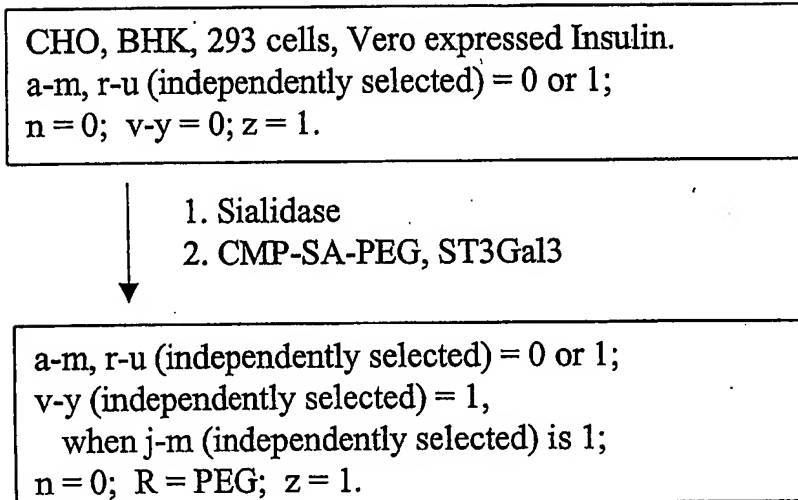 CHO, BHK, 293 cells, Vero expressed Insulin.
a-m, r-u (independently selected) = 0 or 1;
n = 0; v-y = 0; z = 1.
1. Sialidase
2. CMP-SA-PEG, ST3Gal3
a-m, r-u (independently selected) = 0 or 1;
v-y (independently selected) = 1,
when j-m (independently selected) is 1;
n = 0; R = PEG; z = 1.